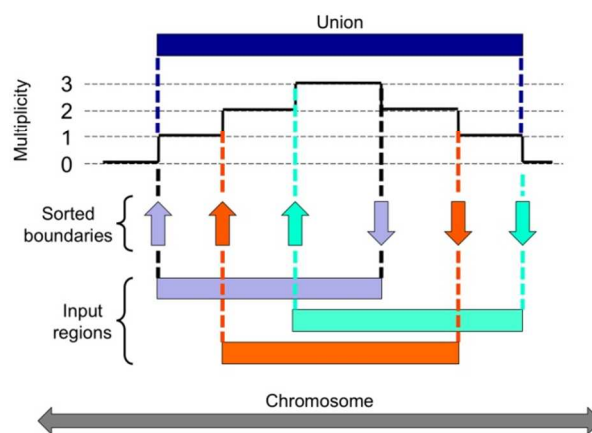 Union
Multiplicity
3
2
1
0
Sorted
boundaries
Input
regions
Chromosome